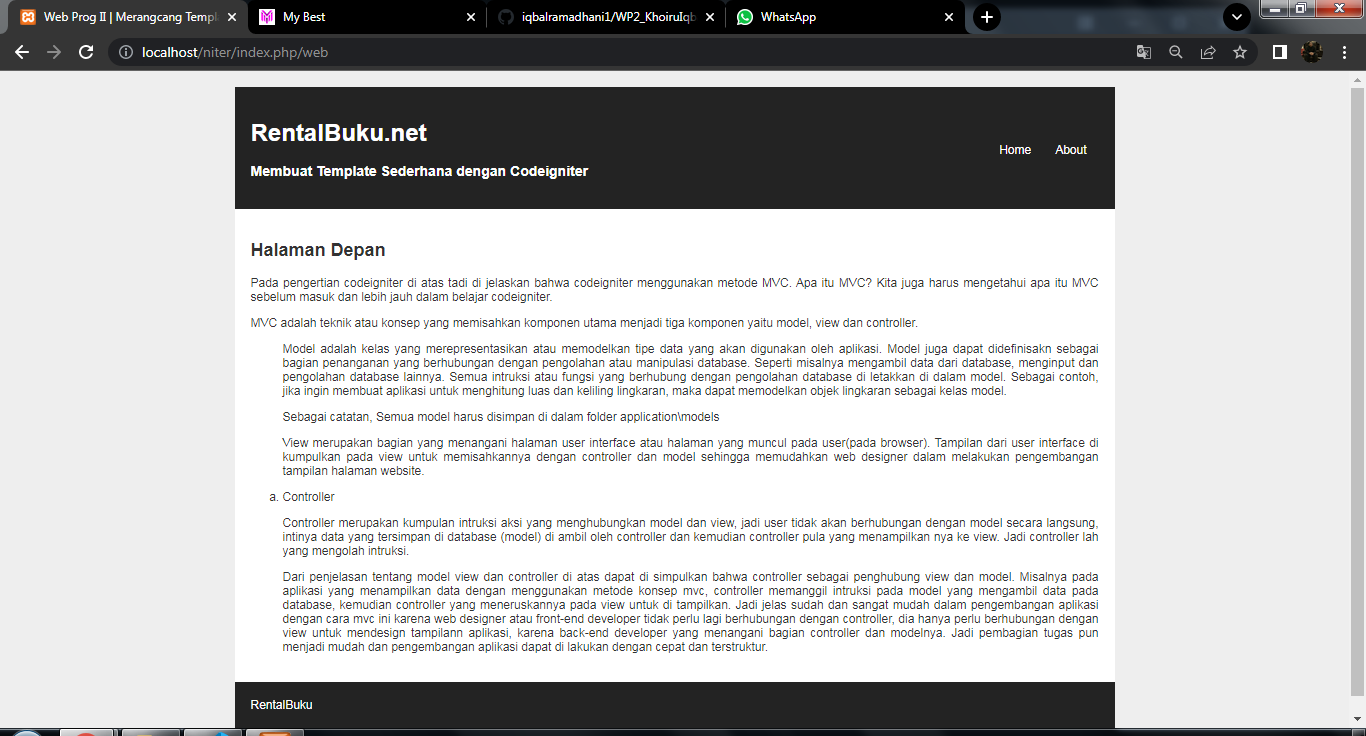 Web Prog II | Merangcang Templ
My Best
iqbalramadhani1/WP2_KhoiruIqb
WhatsApp
localhost/niter/index.php/web
RentalBuku.net
Home
About
Membuat Template Sederhana dengan Codeigniter
Halaman Depan
Pada pengertian codeigniter di atas tadi di jelaskan bahwa codeigniter menggunakan metode MVC. Apa itu MVC? Kita juga harus mengetahui apa itu MVC
sebelum masuk dan lebih jauh dalam belajar codeigniter.
MVC adalah teknik atau konsep yang memisahkan komponen utama menjadi tiga komponen yaitu model, view dan controller.
Model adalah kelas yang merepresentasikan atau memodelkan tipe data yang akan digunakan oleh aplikasi. Model juga dapat didefinisakn sebagai
bagian penanganan yang berhubungan dengan pengolahan atau manipulasi database. Seperti misalnya mengambil data dari database, menginput dan
pengolahan database lainnya. Semua intruksi atau fungsi yang berhubung dengan pengolahan database di letakkan di dalam model. Sebagai contoh,
jika ingin membuat aplikasi untuk menghitung luas dan keliling lingkaran, maka dapat memodelkan objek lingkaran sebagai kelas model.
Sebagai catatan, Semua model harus disimpan di dalam folder application\models
View merupakan bagian yang menangani halaman user interface atau halaman yang muncul pada user(pada browser). Tampilan dari user interface di
kumpulkan pada view untuk memisahkannya dengan controller dan model sehingga memudahkan web designer dalam melakukan pengembangan
tampilan halaman website.
a. Controller
Controller merupakan kumpulan intruksi aksi yang menghubungkan model dan view, jadi user tidak akan berhubungan dengan model secara langsung,
intinya data yang tersimpan di database (model) di ambil oleh controller dan kemudian controller pula yang menampilkan nya ke view. Jadi controller lah
yang mengolah intruksi.
Dari penjelasan tentang model view dan controller di atas dapat di simpulkan bahwa controller sebagai penghubung view dan model. Misalnya pada
aplikasi yang menampilkan data dengan menggunakan metode konsep mvc, controller memanggil intruksi pada model yang mengambil data pada
database, kemudian controller yang meneruskannya pada view untuk di tampilkan. Jadi jelas sudah dan sangat mudah dalam pengembangan aplikasi
dengan cara mvc ini karena web designer atau front-end developer tidak perlu lagi berhubungan dengan controller, dia hanya perlu berhubungan dengan
view untuk mendesign tampilann aplikasi, karena back-end developer yang menangani bagian controller dan modelnya. Jadi pembagian tugas pun
menjadi mudah dan pengembangan aplikasi dapat di lakukan dengan cepat dan terstruktur.
RentalBuku